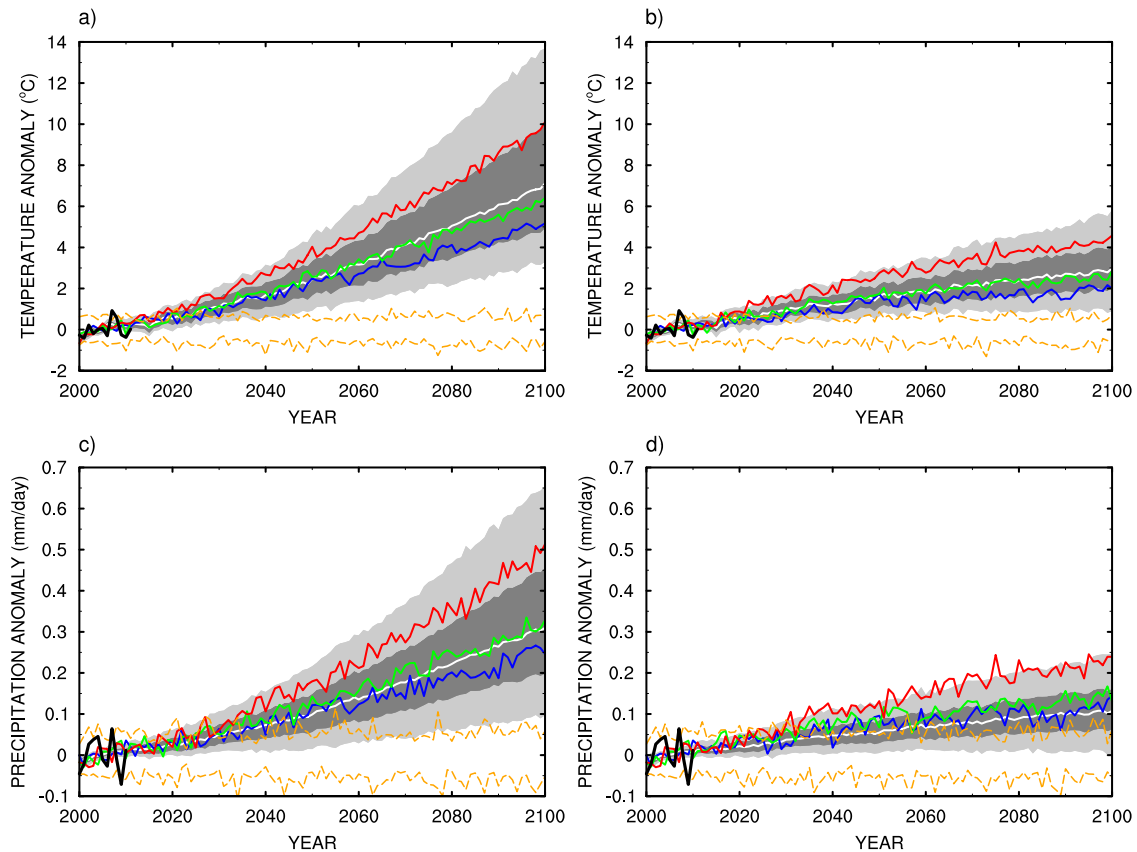 a)
TEMPERATURE ANOMALY (°C)
14
12
10
8
6
4
2
0
-2
2000 2020 2040 2060 2080 2100
YEAR
b)
TEMPERATURE ANOMALY (°C)
14
12
10
8
6
4
2
0
-2
2000 2020 2040 2060 2080 2100
YEAR
c)
PRECIPITATION ANOMALY (mm/day)
0.7
0.6
0.5
0.4
0.3
0.2
0.1
0
-0.1
2000 2020 2040 2060 2080 2100
YEAR
d)
PRECIPITATION ANOMALY (mm/day)
0.7
0.6
0.5
0.4
0.3
0.2
0.1
0
-0.1
2000 2020 2040 2060 2080 2100
YEAR